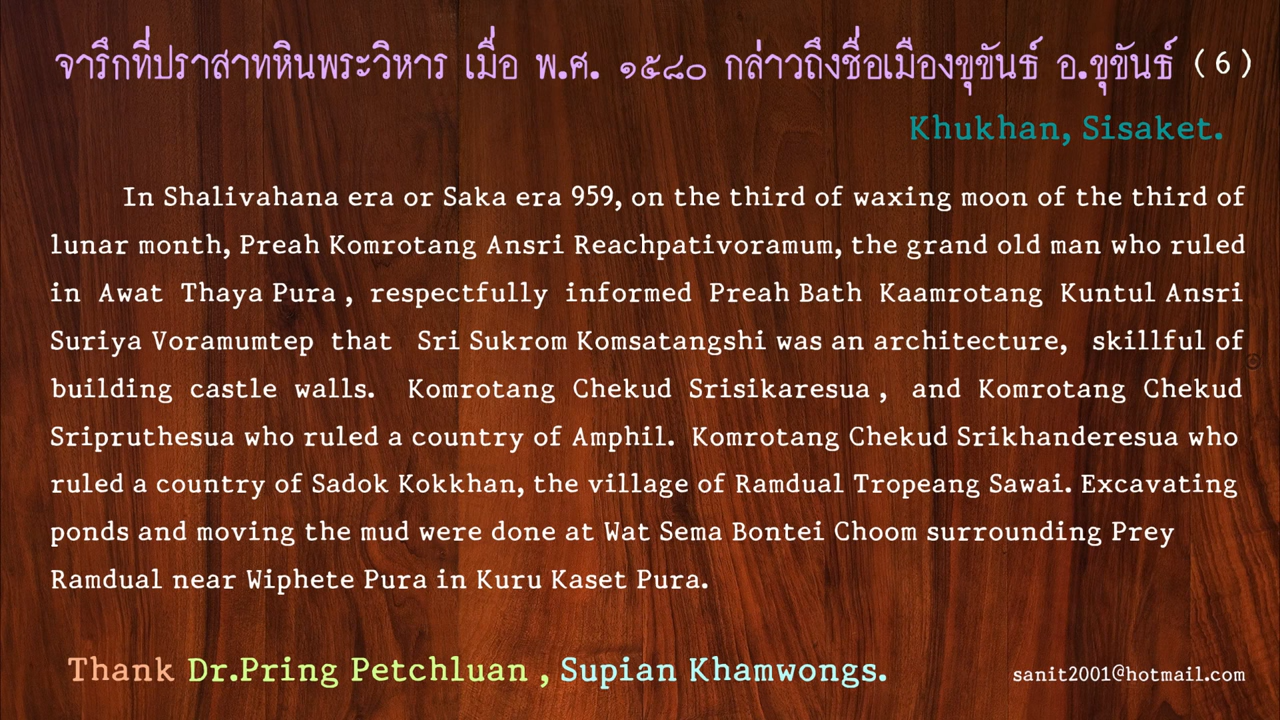 จารึกที่ปราสาทหินพระวิหาร เมื่อ พ.ศ. ๑๕๘๐ กล่าวถึงชื่อเมืองขุขันธ์ อ.ขุขันธ์ (6)
Khukhan, Sisaket.
In Shalivahana era or Saka era 959, on the third of waxing moon of the third of
lunar month, Preah Komrotang Ansri Reachpativoramum, the grand old man who ruled
in Awat Thaya Pura , respectfully informed Preah Bath Kaamrotang Kuntul Ansri
Suriya Voramumtep that Sri Sukrom Komsatangshi was an architecture, skillful of
building castle walls. Komrotang Chekud Srisikaresua , and Komrotang Chekud
Sripruthesua who ruled a country of Amphil. Komrotang Chekud Srikhanderesua who
ruled a country of Sadok Kokkhan, the village of Ramdual Tropeang Sawai. Excavating
ponds and moving the mud were done at Wat Sema Bontei Choom surrounding Prey
Ramdual near Wiphete Pura in Kuru Kaset Pura.
Thank Dr.Pring Petchluan , Supian Khamwongs.
sanit2001@hotmail.com